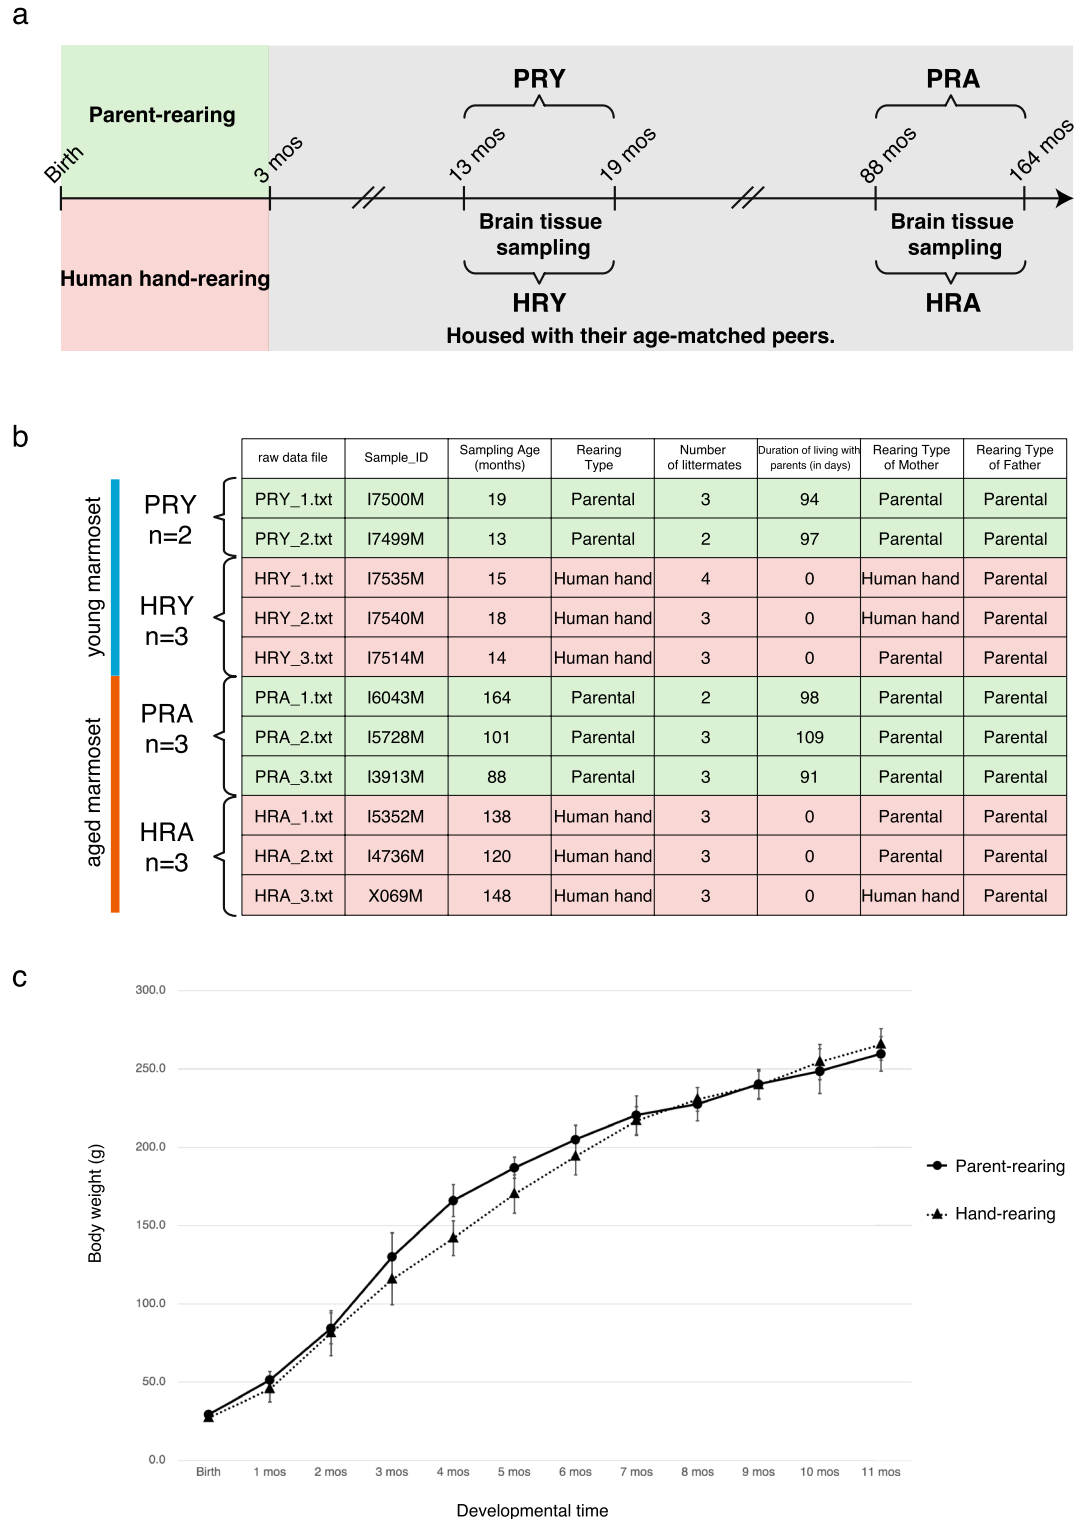 a
PRY
PRA
Parent-rearing
Birth
3 mos
13 mos
19 mos
88 mos
164 mos
Brain tissue
sampling
Brain tissue
sampling
Human hand-rearing
HRY
HRA
Housed with their age-matched peers.
b
raw data file Sample_ID Sampling Age (months) Rearing Type Number of littermates Duration of living with parents (in days) Rearing Type of Mother Rearing Type of Father
young marmoset
aged marmoset
PRY
n=2
HRY
n=3
PRA
n=3
HRA
n=3
PRY_1.txt I7500M 19 Parental 3 94 Parental Parental
PRY_2.txt I7499M 13 Parental 2 97 Parental Parental
HRY_1.txt I7535M 15 Human hand 4 0 Human hand Parental
HRY_2.txt I7540M 18 Human hand 3 0 Human hand Parental
HRY_3.txt I7514M 14 Human hand 3 0 Parental Parental
PRA_1.txt I6043M 164 Parental 2 98 Parental Parental
PRA_2.txt I5728M 101 Parental 3 109 Parental Parental
PRA_3.txt I3913M 88 Parental 3 91 Parental Parental
HRA_1.txt I5352M 138 Human hand 3 0 Parental Parental
HRA_2.txt I4736M 120 Human hand 3 0 Parental Parental
HRA_3.txt X069M 148 Human hand 3 0 Human hand Parental
c
300.0
250.0
200.0
150.0
100.0
50.0
0.0
Body weight (g)
Parent-rearing
Hand-rearing
Birth 1 mos 2 mos 3 mos 4 mos 5 mos 6 mos 7 mos 8 mos 9 mos 10 mos 11 mos
Developmental time